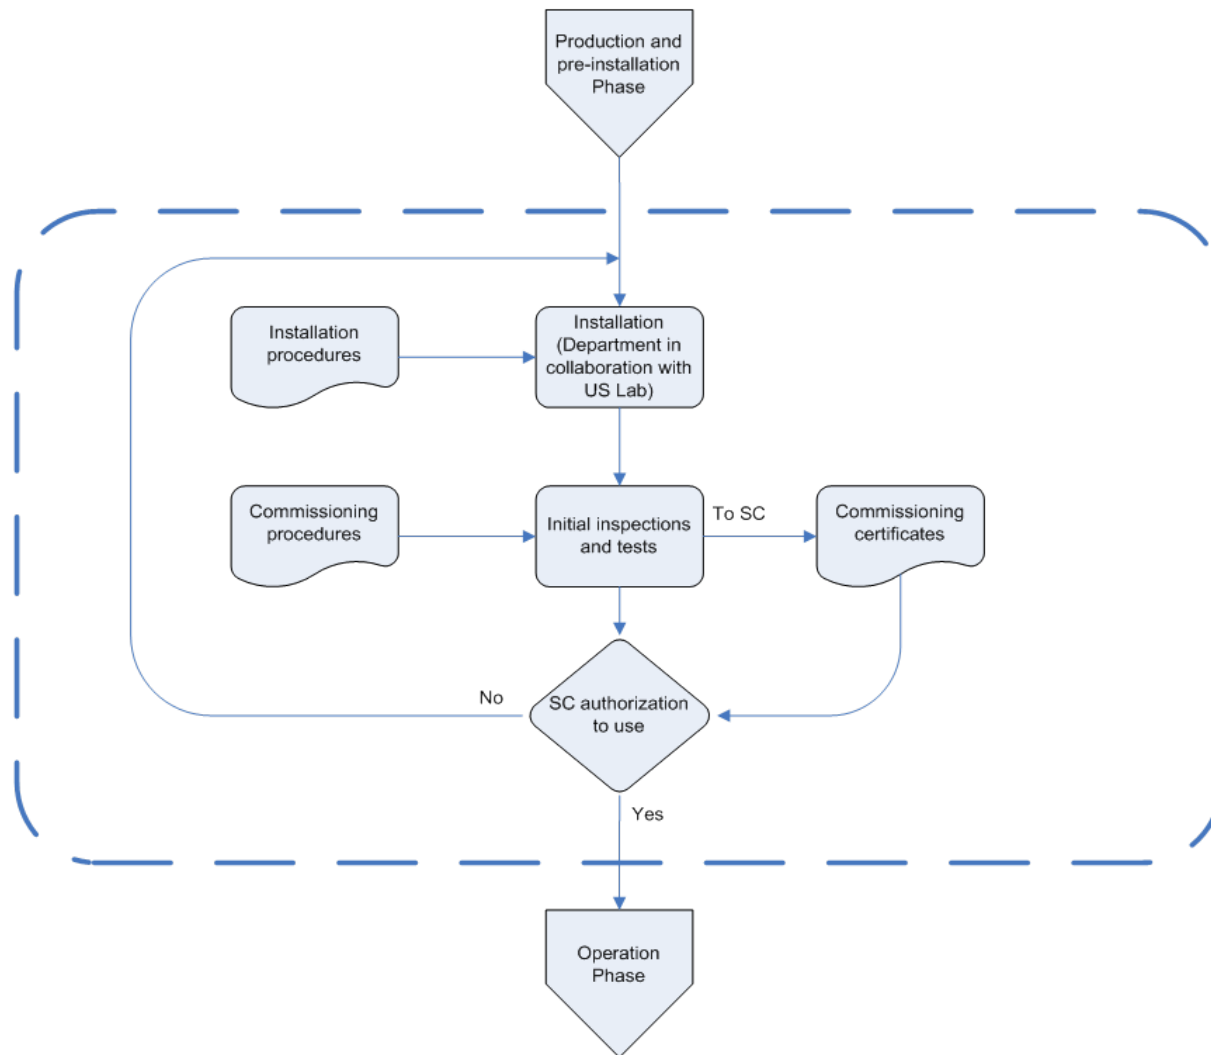 Production and
pre-installation
Phase
Installation
procedures
Installation
(Department in
collaboration with
US Lab)
Commissioning
procedures
Initial inspections
and tests
To SC
Commissioning
certificates
No
SC authorization
to use
Yes
Operation
Phase